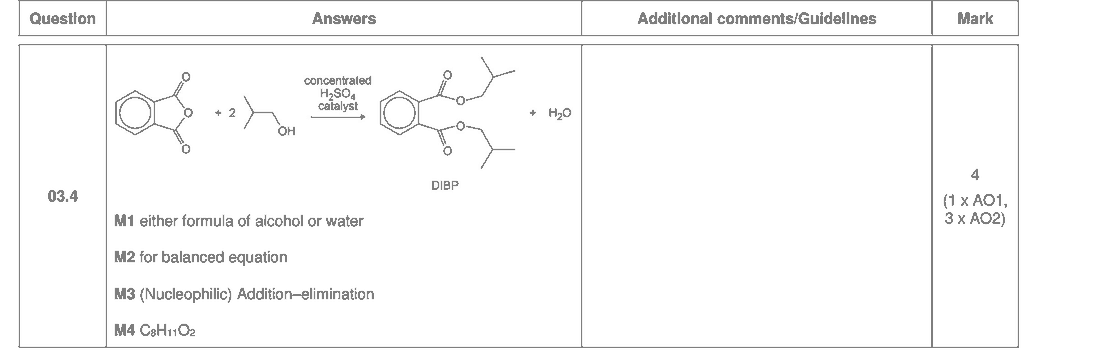 Question Answers Additional comments/Guidelines Mark
O O O O
concentrated
H₂SO₄
catalyst
+ 2 OH O O O O + H₂O
DIBP
03.4
M1 either formula of alcohol or water
M2 for balanced equation
M3 (Nucleophilic) Addition–elimination
M4 C₈H₁₁O₂
4
(1 x AO1,
3 x AO2)